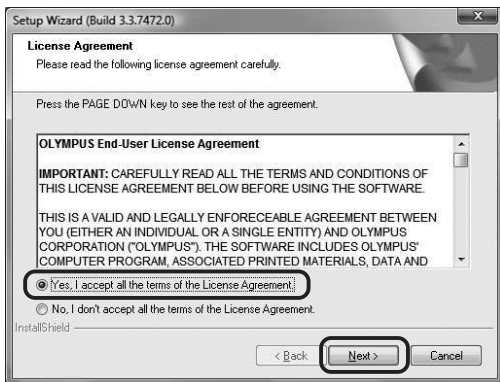 Setup Wizard (Build 3.3.7472.0)
License Agreement
Please read the following license agreement carefully.
Press the PAGE DOWN key to see the rest of the agreement.
OLYMPUS End-User License Agreement
IMPORTANT: CAREFULLY READ ALL THE TERMS AND CONDITIONS OF
THIS LICENSE AGREEMENT BELOW BEFORE USING THE SOFTWARE.
THIS IS A VALID AND LEGALLY ENFORECEABLE AGREEMENT BETWEEN
YOU (EITHER AN INDIVIDUAL OR A SINGLE ENTITY) AND OLYMPUS
CORPORATION ("OLYMPUS"). THE SOFTWARE INCLUDES OLYMPUS'
COMPUTER PROGRAM, ASSOCIATED PRINTED MATERIALS, DATA AND
Yes, I accept all the terms of the License Agreement.
No, I don't accept all the terms of the License Agreement.
InstallShield
< Back Next > Cancel